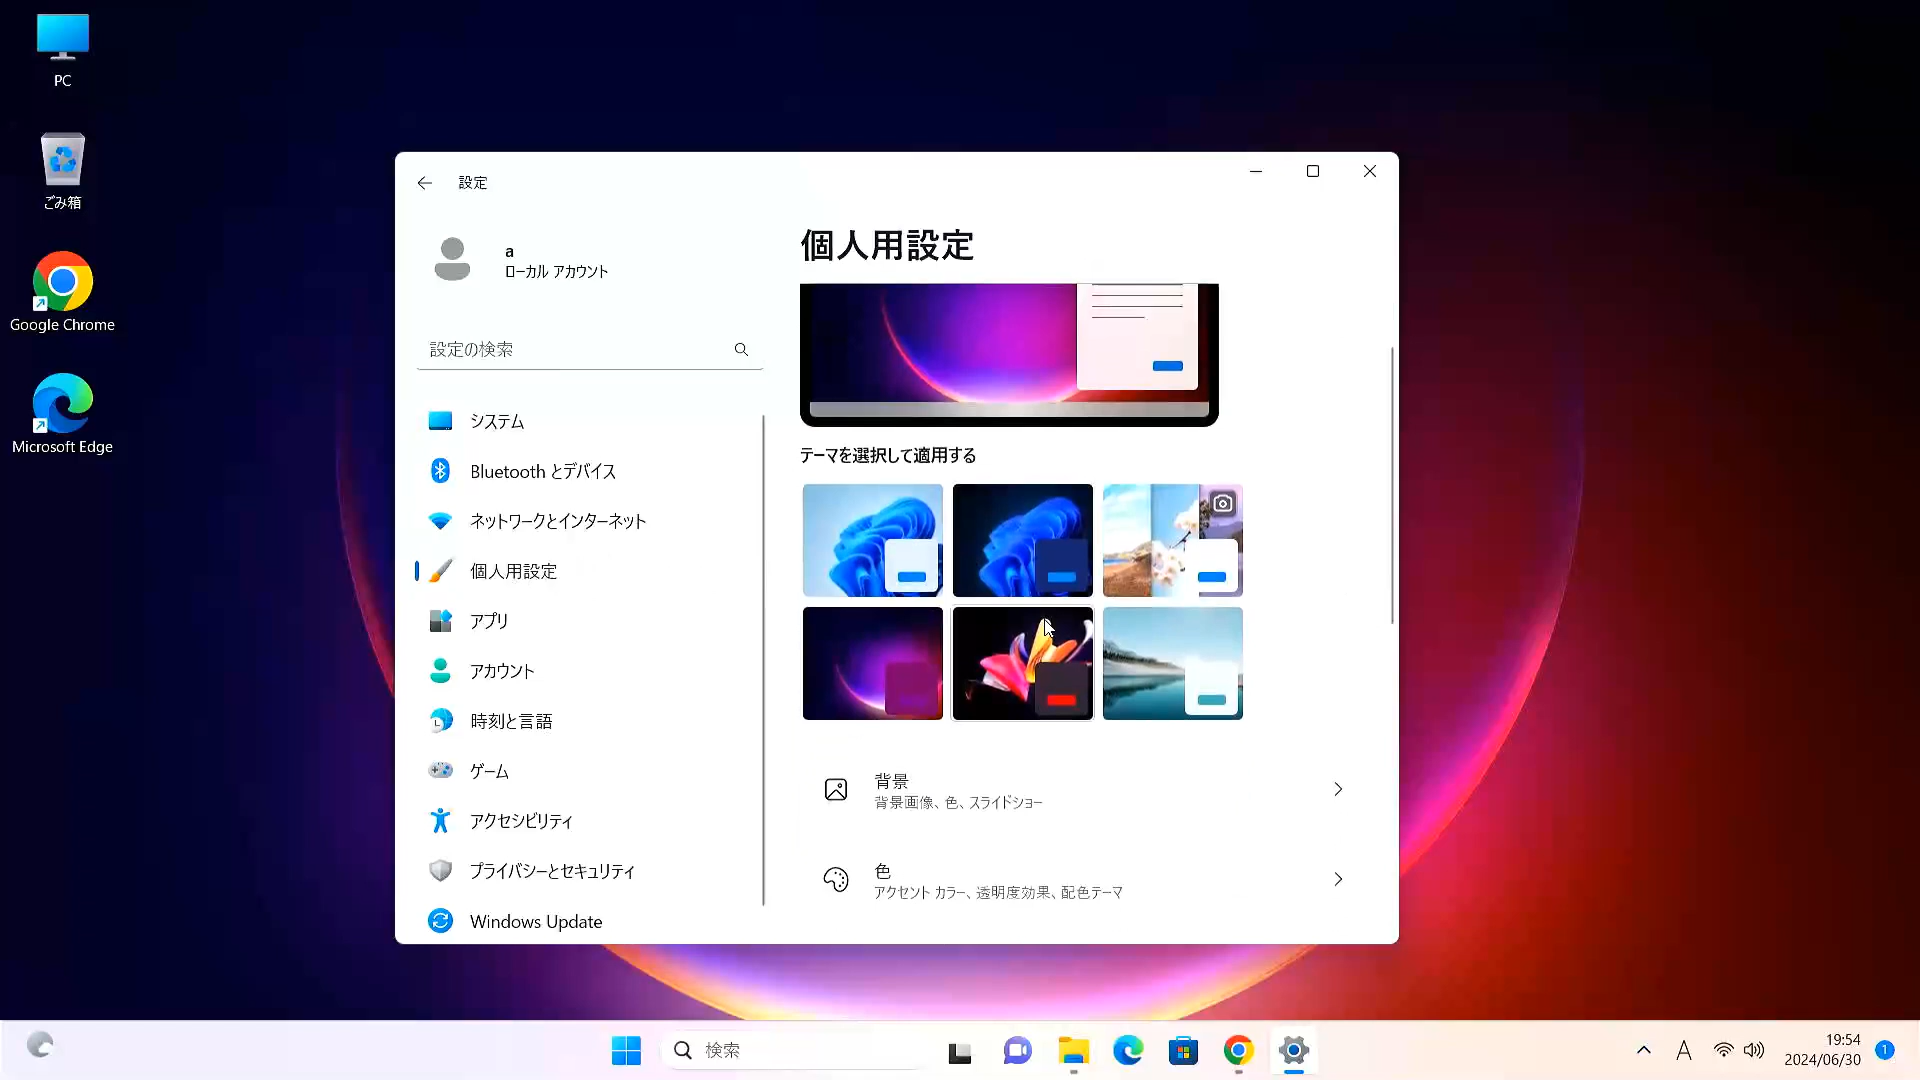 PC
ごみ箱
Google Chrome
Microsoft Edge
設定
a
ローカル アカウント
設定の検索
システム
Bluetooth とデバイス
ネットワークとインターネット
個人用設定
アプリ
アカウント
時刻と言語
ゲーム
アクセシビリティ
プライバシーとセキュリティ
Windows Update
個人用設定
テーマを選択して適用する
背景
背景画像、色、スライドショー
色
アクセント カラー、透明度効果、配色テーマ
検索
A
19:54
2024/06/30
1